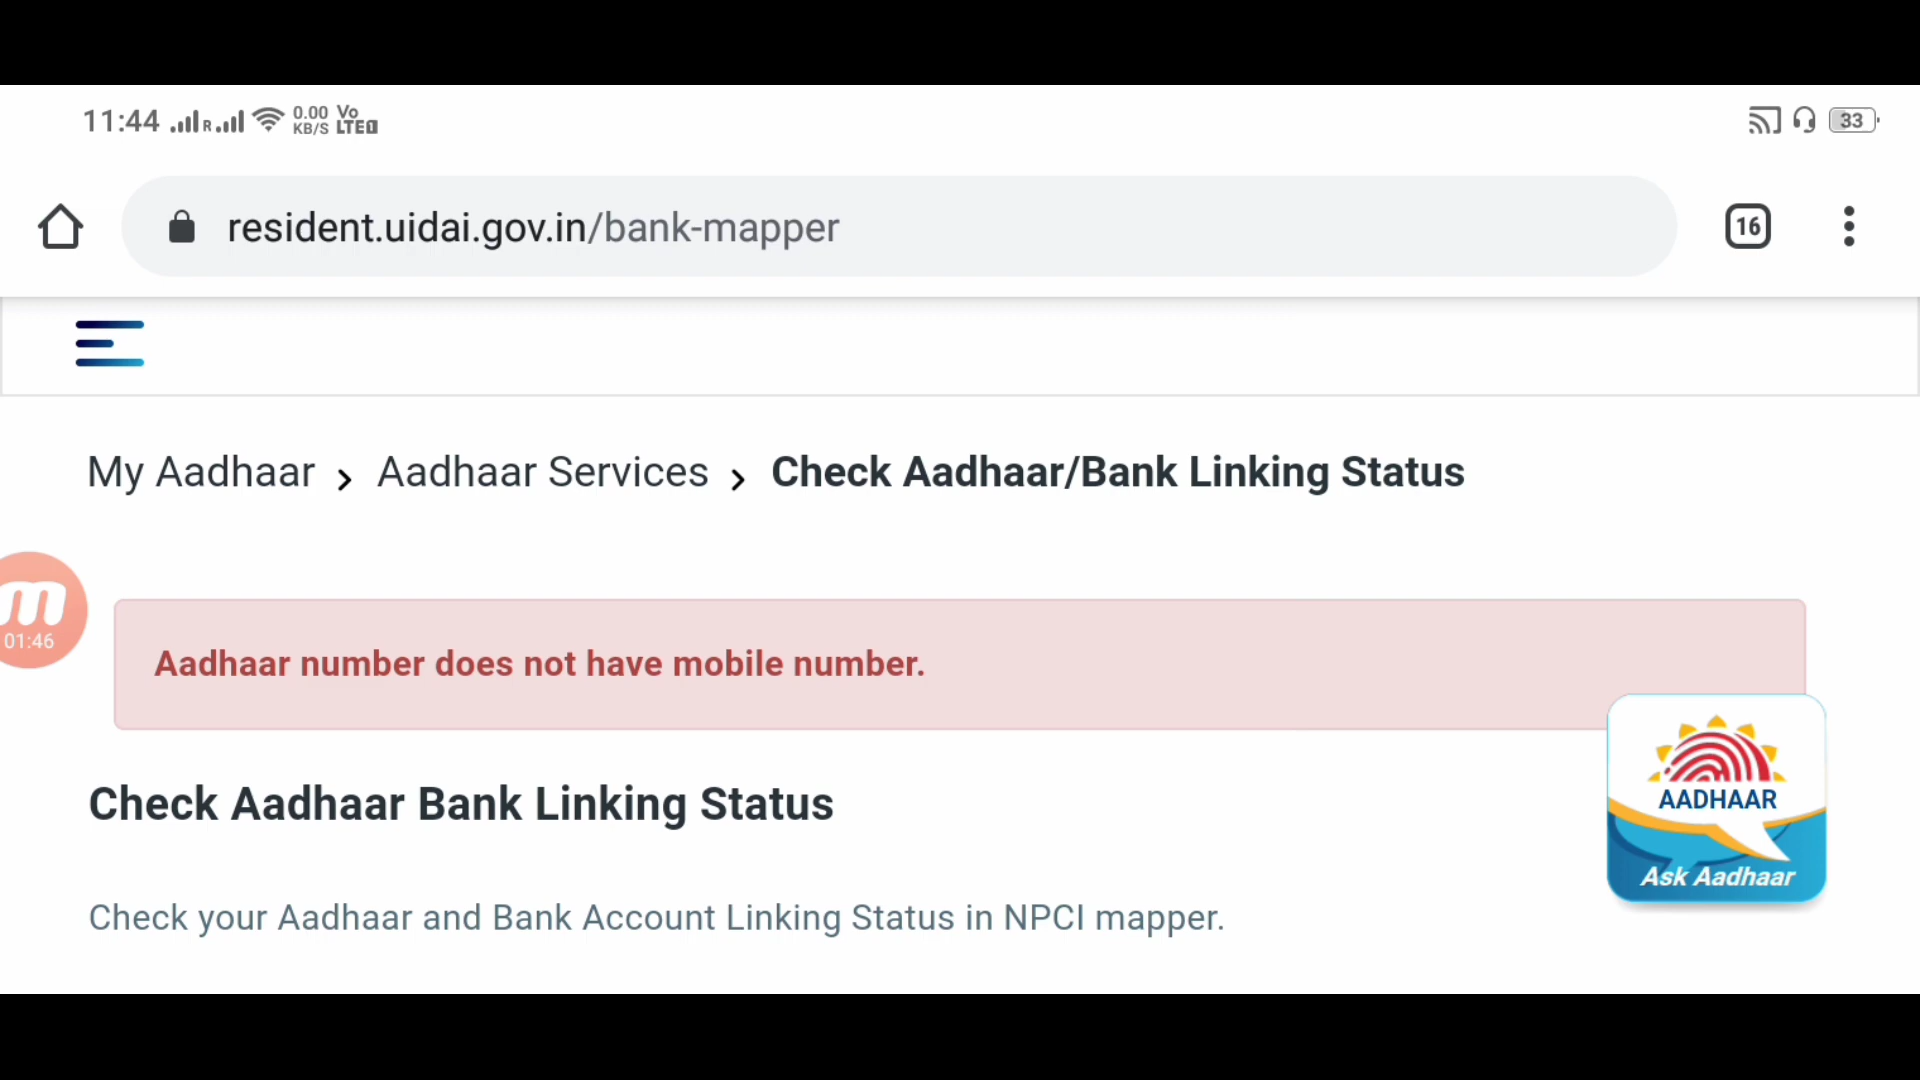 11:44 R 0.00 KB/S Vo LTE 33
resident.uidai.gov.in/bank-mapper 16
My Aadhaar › Aadhaar Services › Check Aadhaar/Bank Linking Status
m
01:46
Aadhaar number does not have mobile number.
AADHAAR
Ask Aadhaar
Check Aadhaar Bank Linking Status
Check your Aadhaar and Bank Account Linking Status in NPCI mapper.